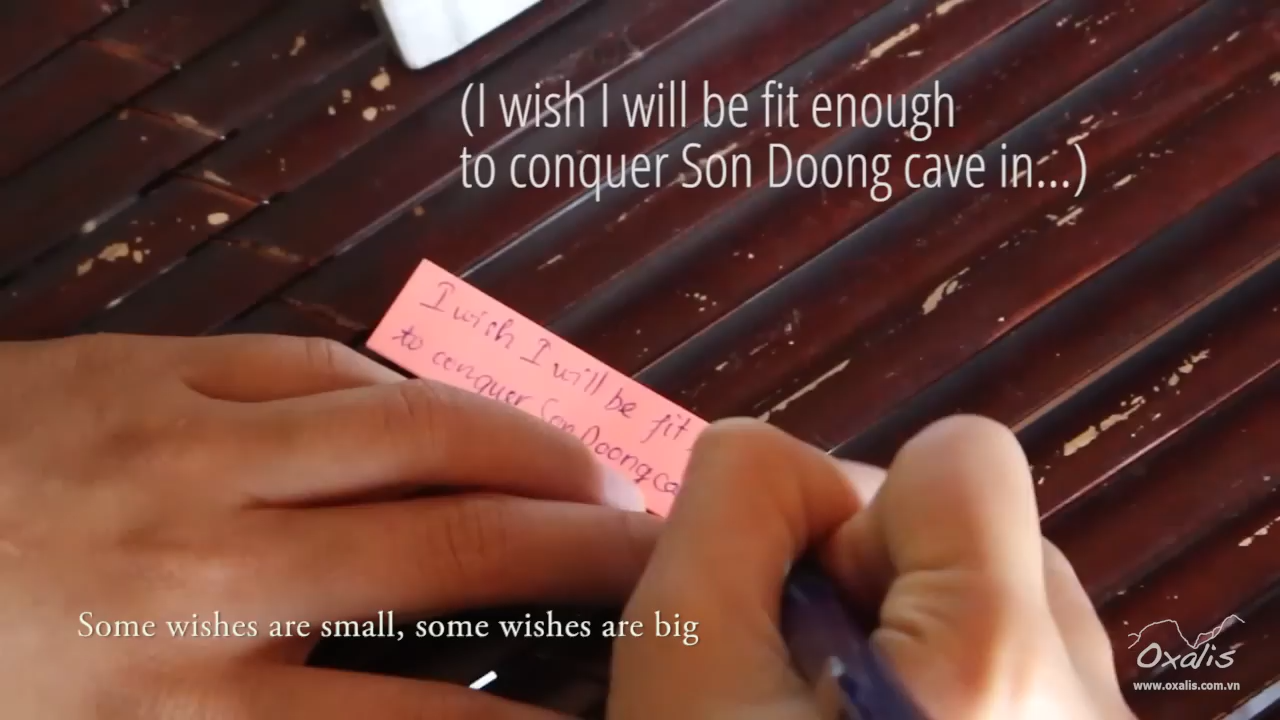 (I wish I will be fit enough
to conquer Son Doong cave in...)
I wish I will be fit
to conquer Son Doong ca
Some wishes are small, some wishes are big
Oxalis
www.oxalis.com.vn